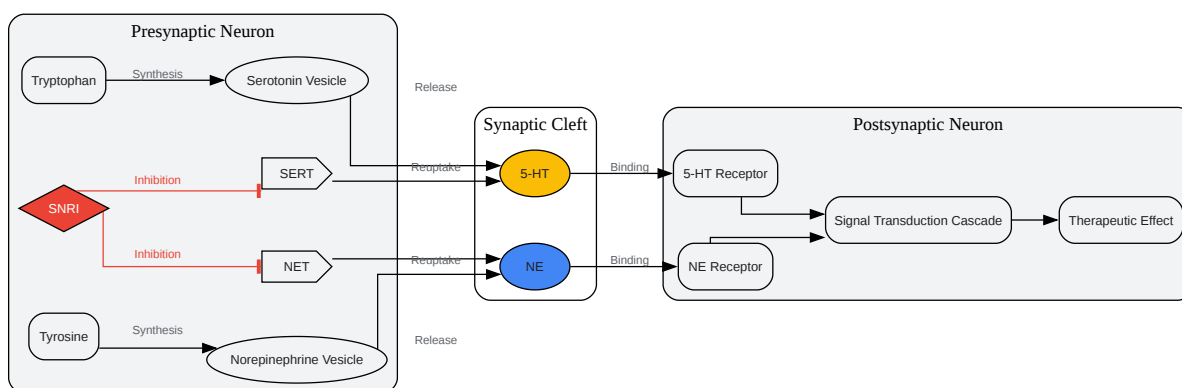 Presynaptic Neuron
Tryptophan
Synthesis
Serotonin Vesicle
Release
Synaptic Cleft
Postsynaptic Neuron
Inhibition
SERT
Reuptake
5-HT
Binding
5-HT Receptor
SNRI
Signal Transduction Cascade
Therapeutic Effect
Inhibition
NET
Reuptake
NE
Binding
NE Receptor
Tyrosine
Synthesis
Norepinephrine Vesicle
Release